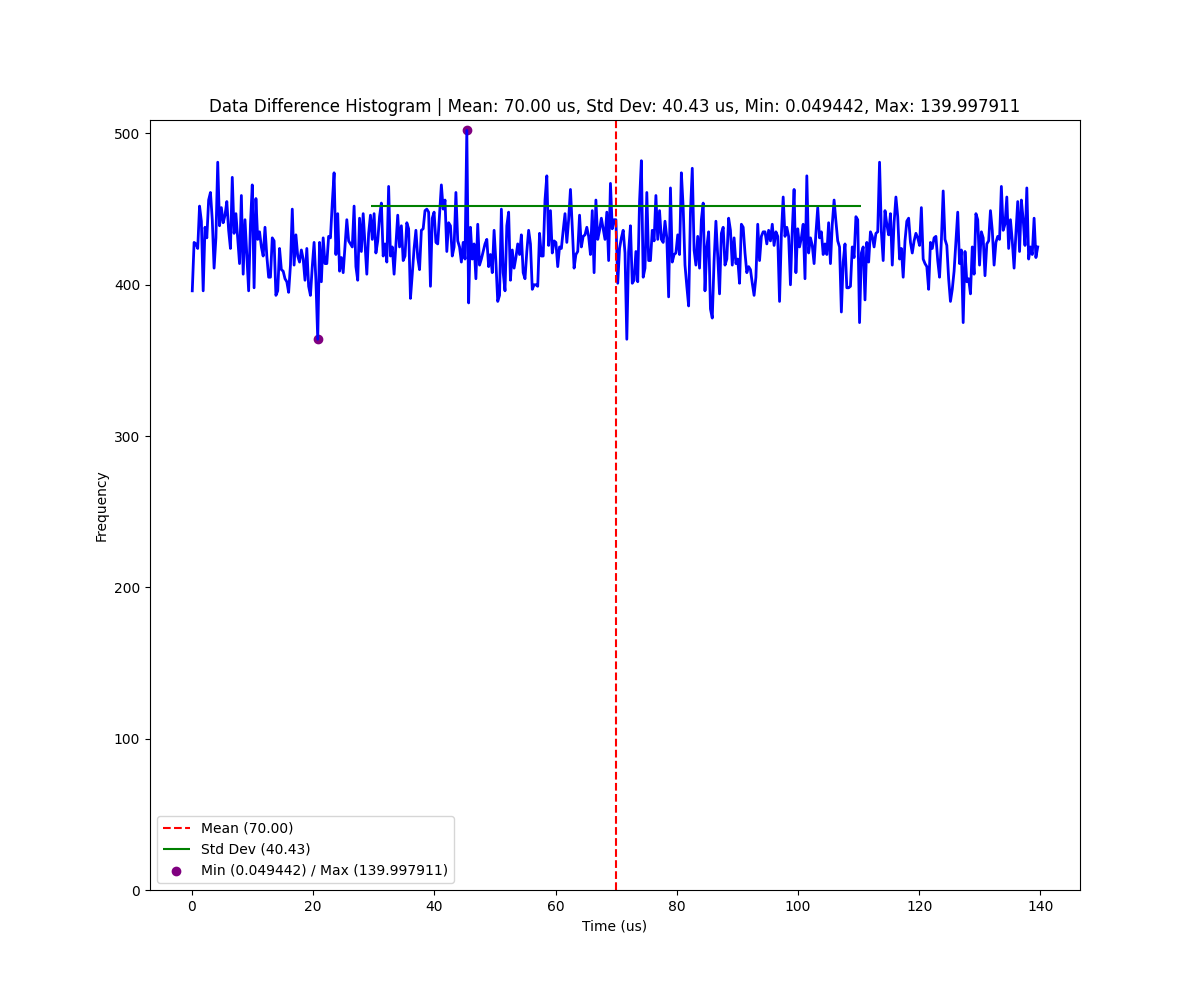 Data Difference Histogram | Mean: 70.00 us, Std Dev: 40.43 us, Min: 0.049442, Max: 139.997911
500
400
300
200
100
0
Frequency
Mean (70.00)
Std Dev (40.43)
Min (0.049442) / Max (139.997911)
0 20 40 60 80 100 120 140
Time (us)